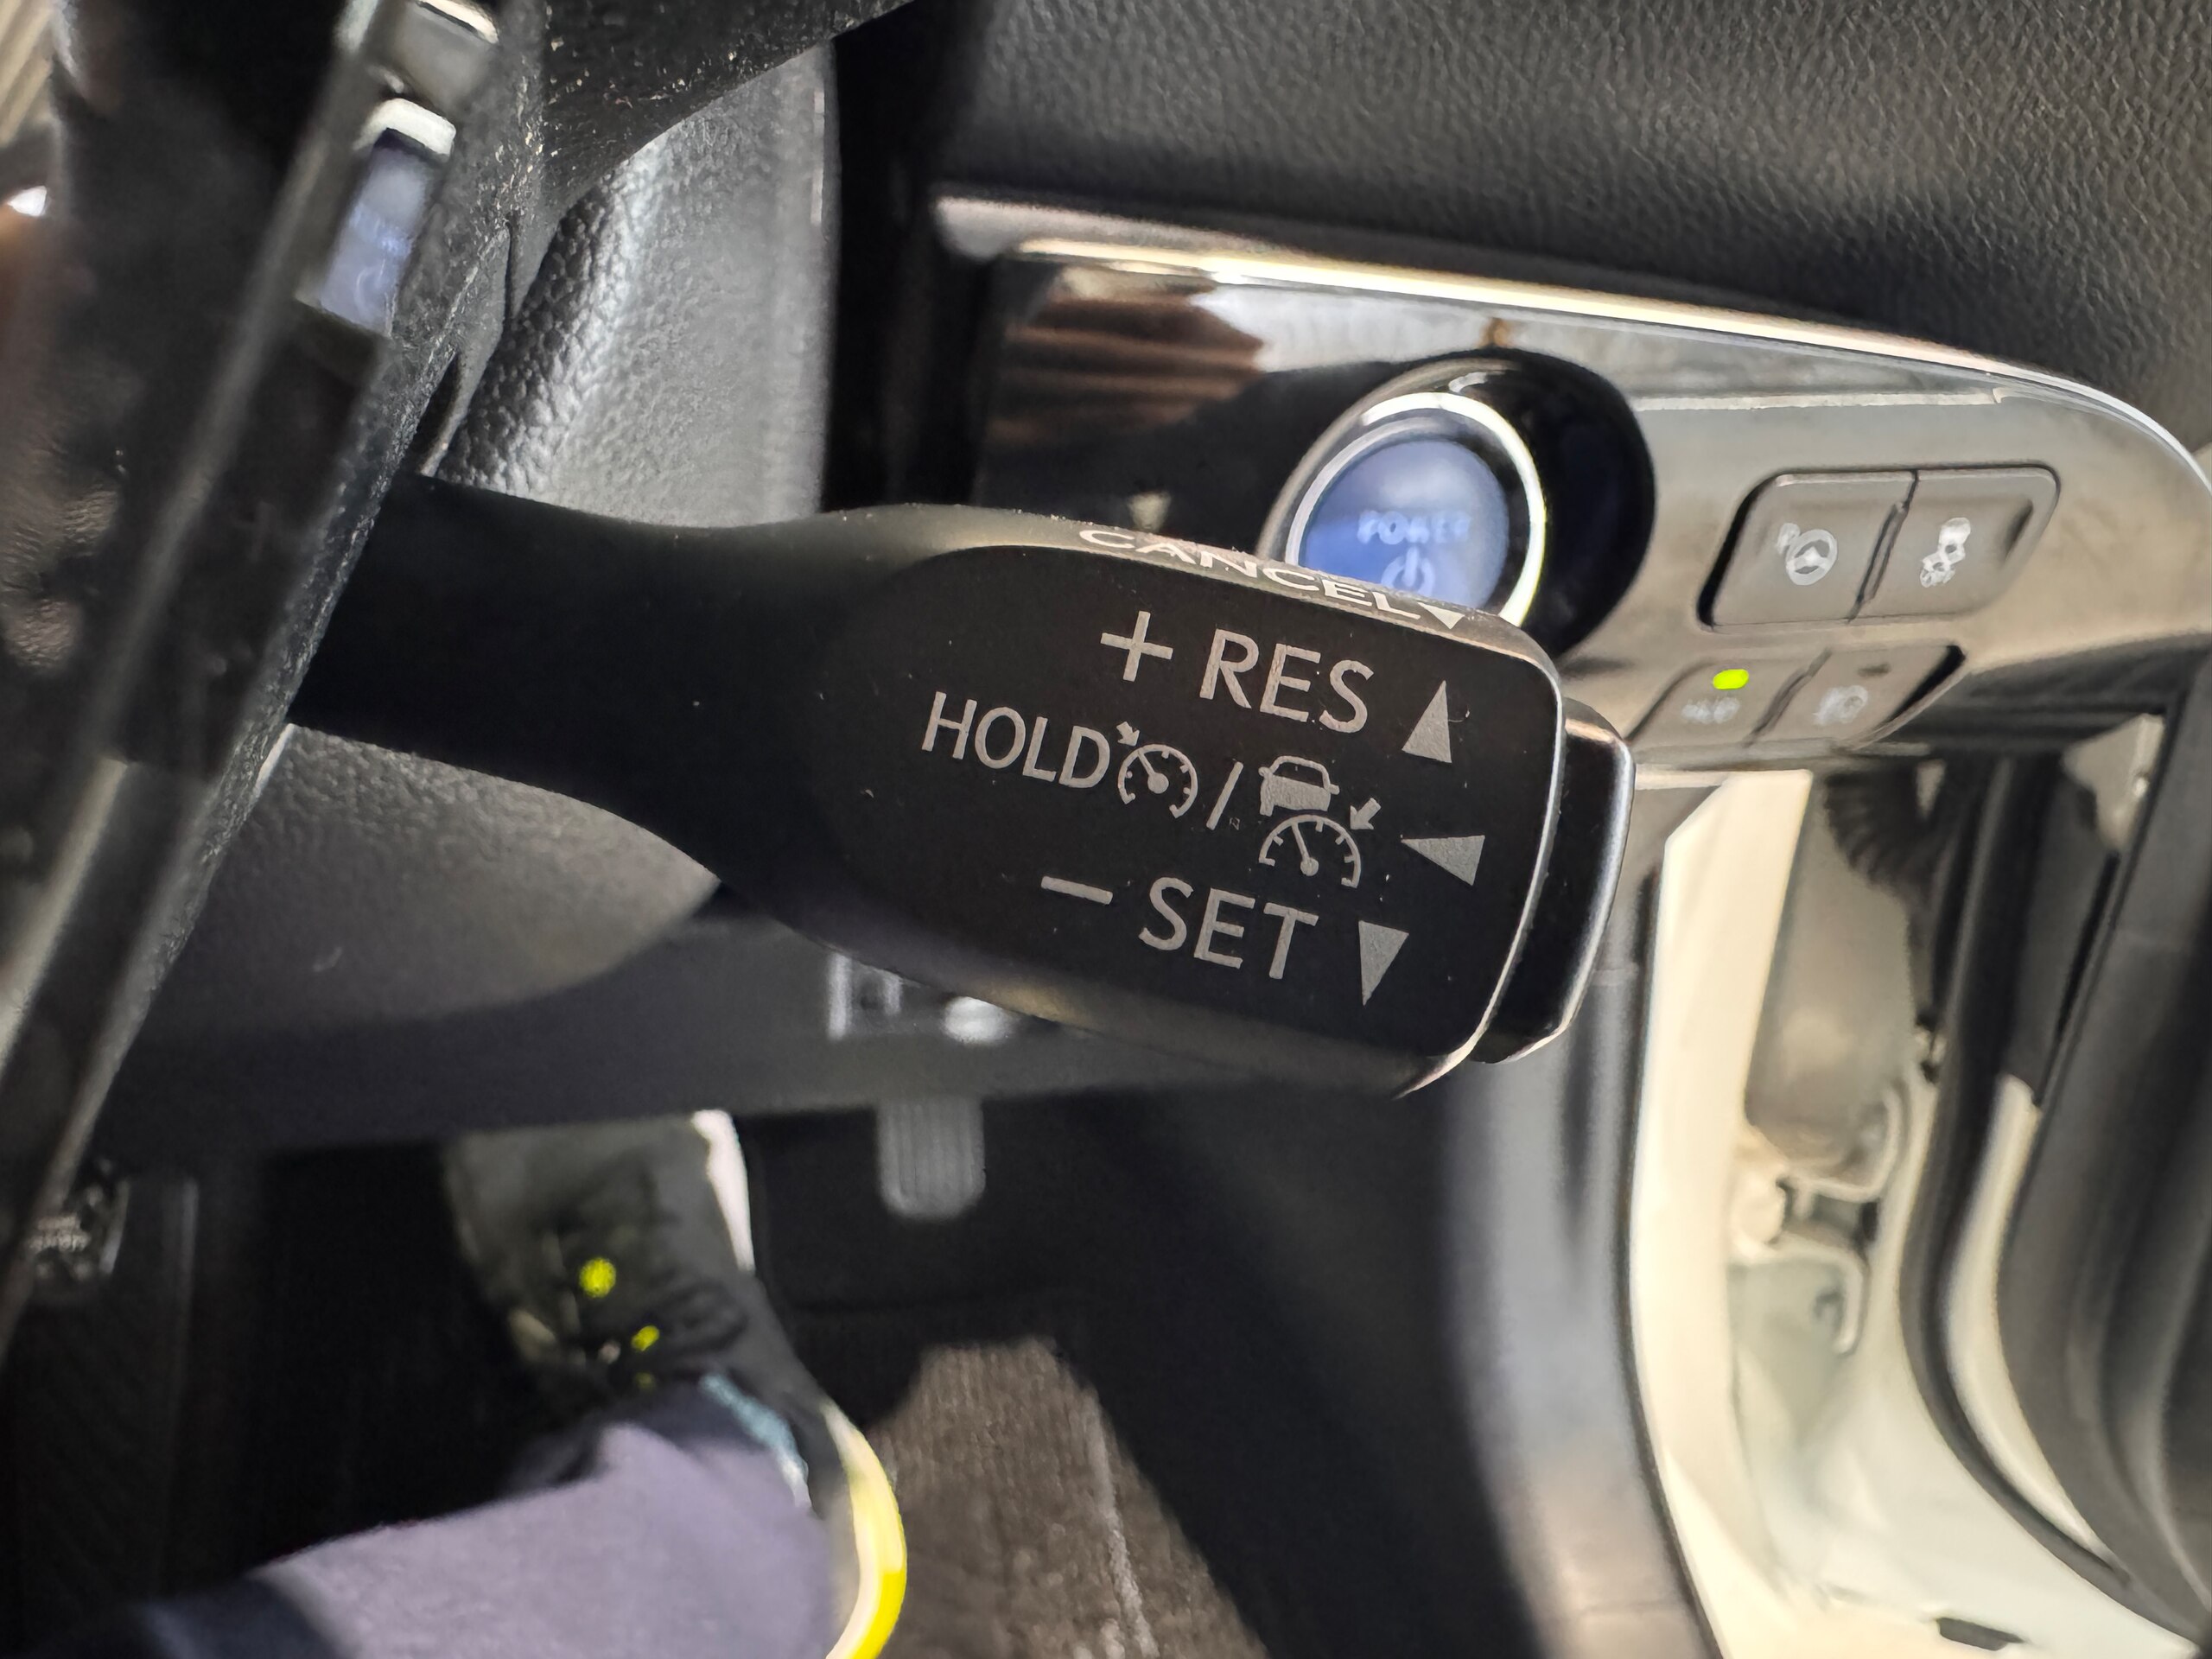 POWER
CANCEL
+ RES
HOLD /
− SET